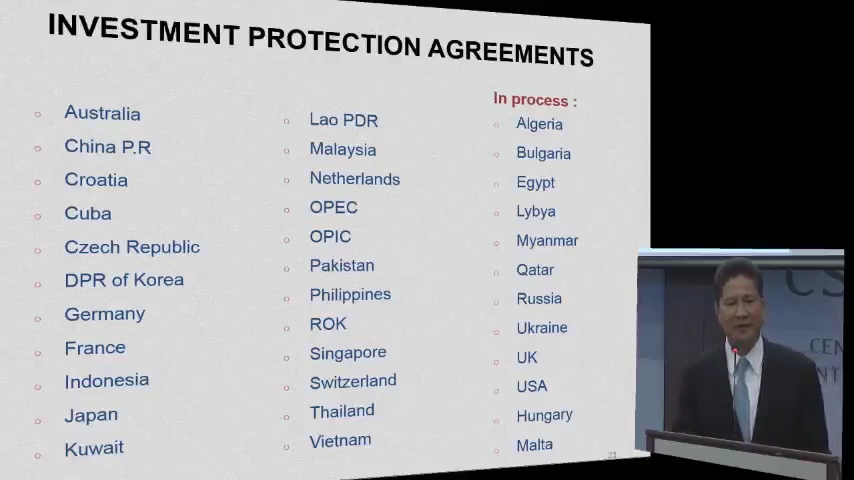 INVESTMENT PROTECTION AGREEMENTS
Australia
China P.R
Croatia
Cuba
Czech Republic
DPR of Korea
Germany
France
Indonesia
Japan
Kuwait
Lao PDR
Malaysia
Netherlands
OPEC
OPIC
Pakistan
Philippines
ROK
Singapore
Switzerland
Thailand
Vietnam
In process :
Algeria
Bulgaria
Egypt
Lybya
Myanmar
Qatar
Russia
Ukraine
UK
USA
Hungary
Malta
21
CEN